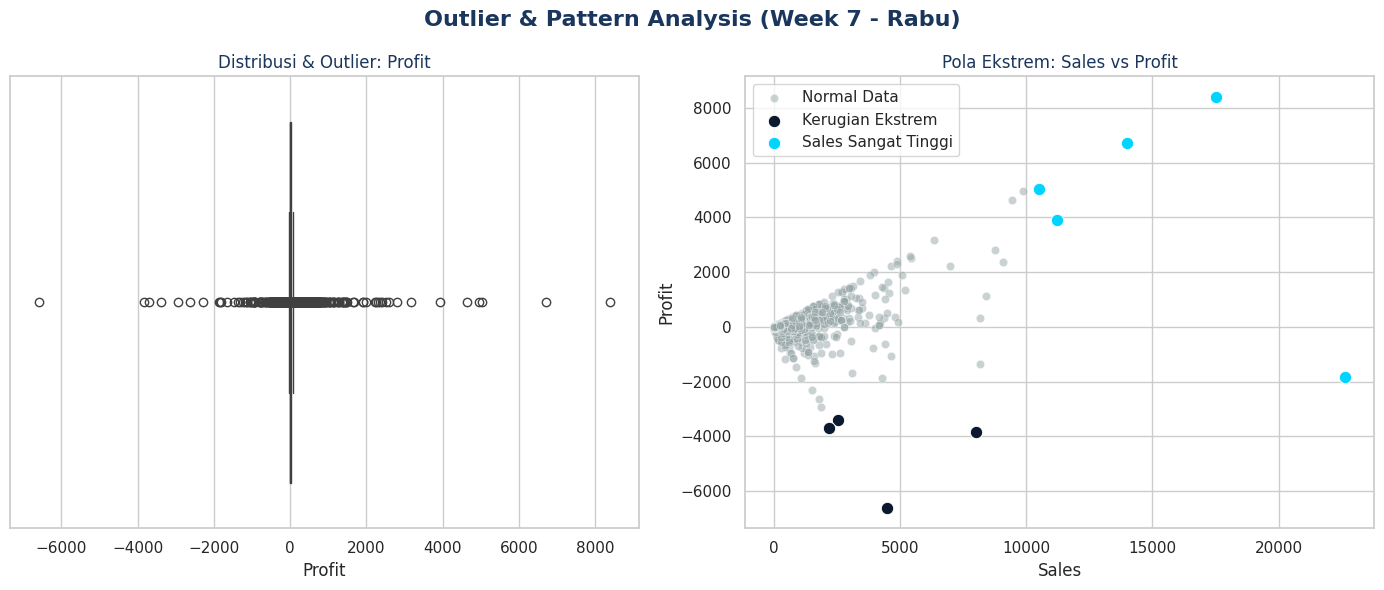 Outlier & Pattern Analysis (Week 7 - Rabu)
Distribusi & Outlier: Profit
−6000
−4000
−2000
0
2000
4000
6000
8000
Profit
Pola Ekstrem: Sales vs Profit
Normal Data
Kerugian Ekstrem
Sales Sangat Tinggi
8000
6000
4000
2000
0
−2000
−4000
−6000
Profit
0
5000
10000
15000
20000
Sales